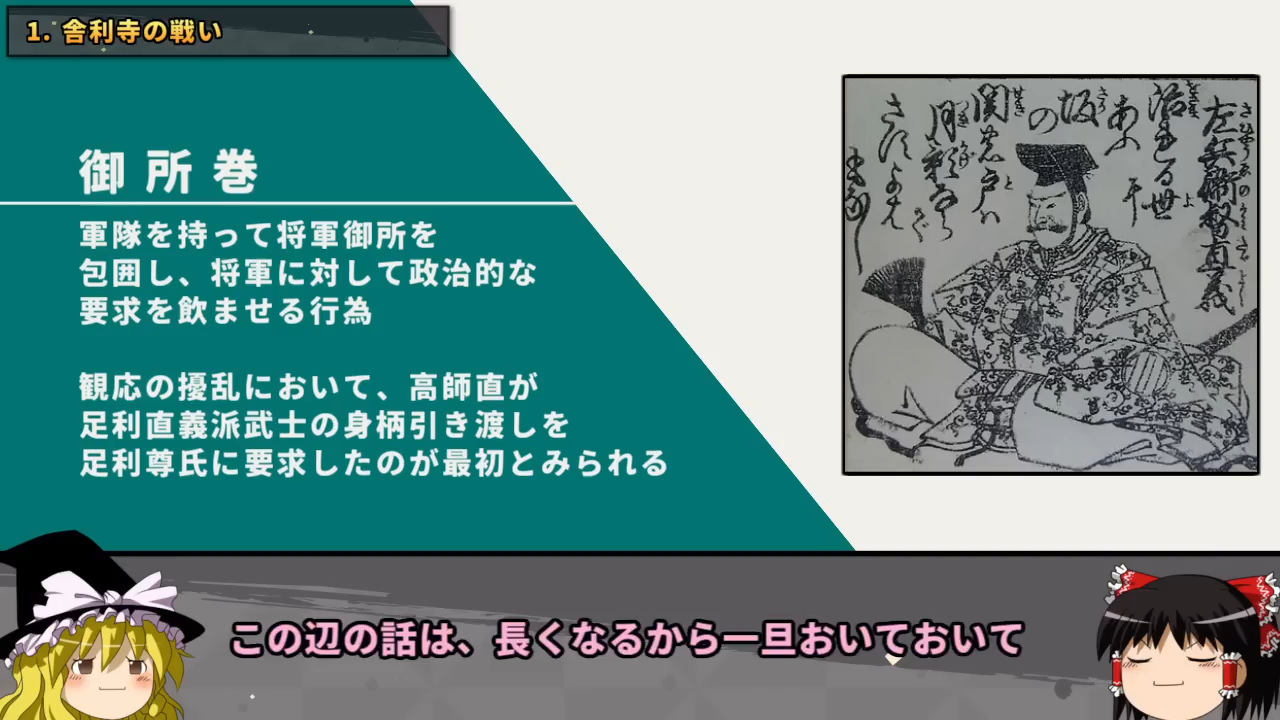 1. 舎利寺の戦い
御所巻
軍隊を持って将軍御所を
包囲し、将軍に対して政治的な
要求を飲ませる行為
観応の擾乱において、高師直が
足利直義派武士の身柄引き渡しを
足利尊氏に要求したのが最初とみられる
左兵衛督直義
治まる世
あふ
坂の
関の戸
この辺の話は、長くなるから一旦おいておいて